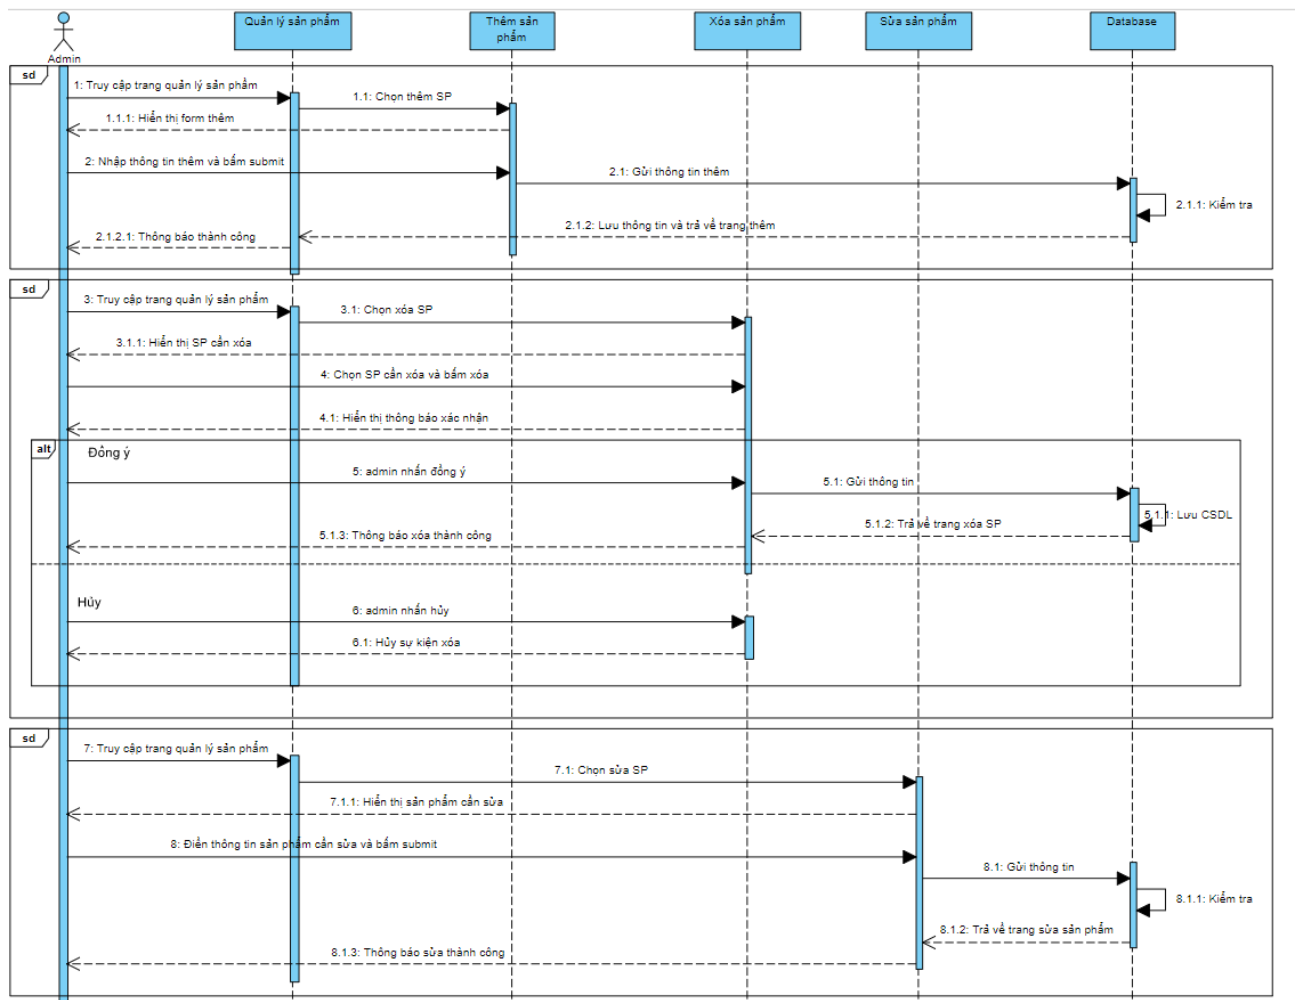 Quản lý sản phẩm
Thêm sản
phẩm
Xóa sản phẩm
Sửa sản phẩm
Database
Admin
sd
1: Truy cập trang quản lý sản phẩm
1.1: Chọn thêm SP
1.1.1: Hiển thị form thêm
2: Nhập thông tin thêm và bấm submit
2.1: Gửi thông tin thêm
2.1.1: Kiểm tra
2.1.2: Lưu thông tin và trả về trang thêm
2.1.2.1: Thông báo thành công
sd
3: Truy cập trang quản lý sản phẩm
3.1: Chọn xóa SP
3.1.1: Hiển thị SP cần xóa
4: Chọn SP cần xóa và bấm xóa
4.1: Hiển thị thông báo xác nhận
alt
Đồng ý
5: admin nhấn đồng ý
5.1: Gửi thông tin
5.1.1: Lưu CSDL
5.1.2: Trả về trang xóa SP
5.1.3: Thông báo xóa thành công
Hủy
6: admin nhấn hủy
6.1: Hủy sự kiện xóa
sd
7: Truy cập trang quản lý sản phẩm
7.1: Chọn sửa SP
7.1.1: Hiển thị sản phẩm cần sửa
8: Điền thông tin sản phẩm cần sửa và bấm submit
8.1: Gửi thông tin
8.1.1: Kiểm tra
8.1.2: Trả về trang sửa sản phẩm
8.1.3: Thông báo sửa thành công